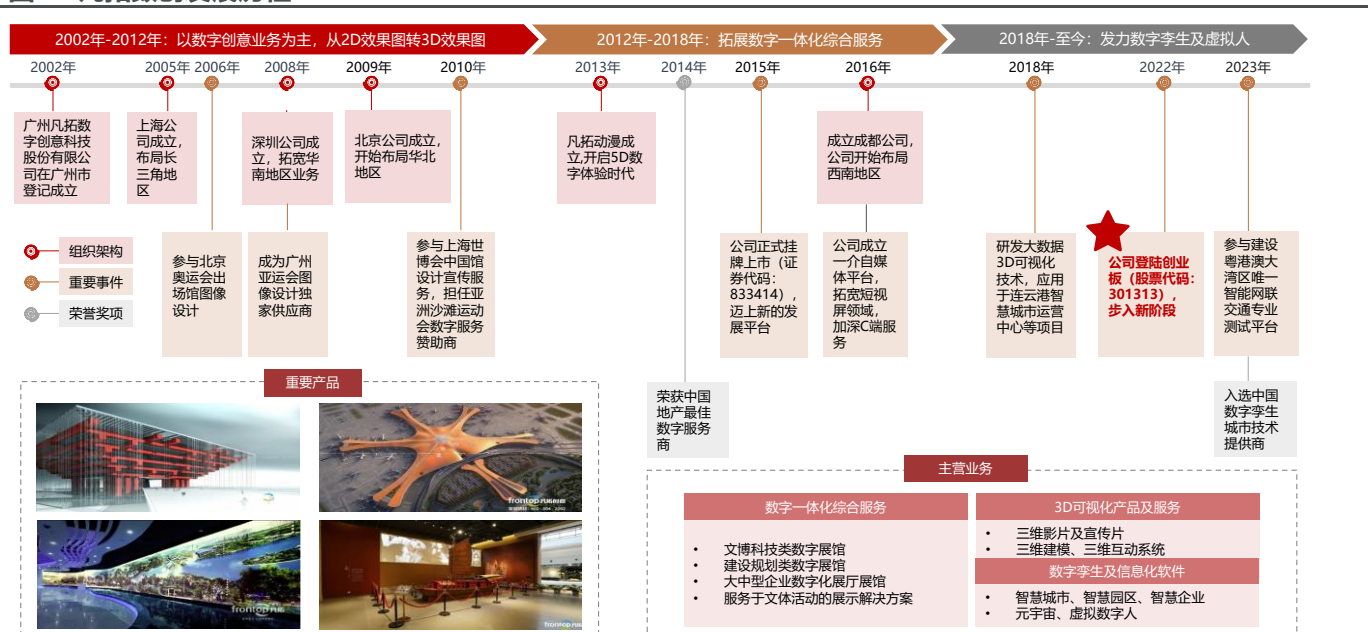 2002年-2012年：以数字创意业务为主，从2D效果图转3D效果图
2012年-2018年：拓展数字一体化综合服务
2018年-至今：发力数字孪生及虚拟人
2002年
2005年
2006年
2008年
2009年
2010年
2013年
2014年
2015年
2016年
2018年
2022年
2023年
广州凡拓数
字创意科技
股份有限公
司在广州市
登记成立
上海公
司成立，
布局长
三角地
区
深圳公司成
立，拓宽华
南地区业务
北京公司成立，
开始布局华北
地区
凡拓动漫成
立,开启5D数
字体验时代
成立成都公司，
公司开始布局
西南地区
组织架构
重要事件
荣誉奖项
参与北京
奥运会出
场馆图像
设计
成为广州
亚运会图
像设计独
家供应商
参与上海世
博会中国馆
设计宣传服
务，担任亚
洲沙滩运动
会数字服务
赞助商
公司正式挂
牌上市（证
券代码：
833414），
迈上新的发
展平台
公司成立
一介自媒
体平台，
拓宽短视
屏领域，
加深C端服
务
研发大数据
3D可视化
技术，应用
于连云港智
慧城市运营
中心等项目
公司登陆创业
板（股票代码：
301313），
步入新阶段
参与建设
粤港澳大
湾区唯一
智能网联
交通专业
测试平台
荣获中国
地产最佳
数字服务
商
入选中国
数字孪生
城市技术
提供商
重要产品
frontop凡拓创意
frontop凡拓
frontop凡拓
主营业务
数字一体化综合服务
• 文博科技类数字展馆
• 建设规划类数字展馆
• 大中型企业数字化展厅展馆
• 服务于文体活动的展示解决方案
3D可视化产品及服务
• 三维影片及宣传片
• 三维建模、三维互动系统
数字孪生及信息化软件
• 智慧城市、智慧园区、智慧企业
• 元宇宙、虚拟数字人